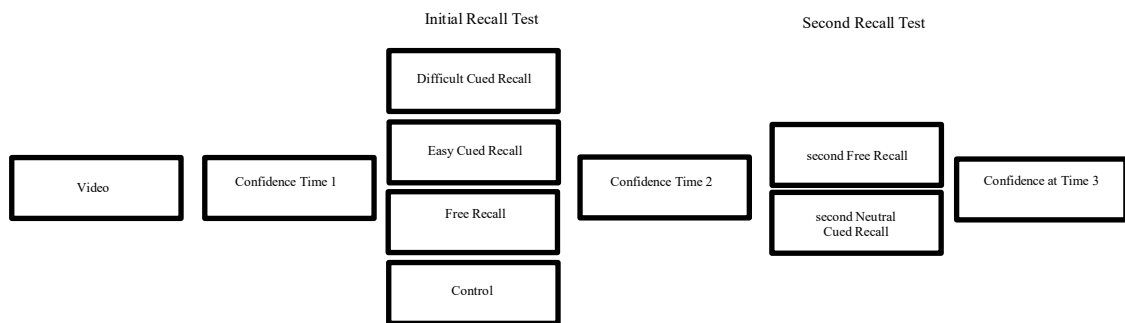 Initial Recall Test
Second Recall Test
Difficult Cued Recall
Easy Cued Recall
Free Recall
Control
Video
Confidence Time 1
Confidence Time 2
second Free Recall
second Neutral
Cued Recall
Confidence at Time 3